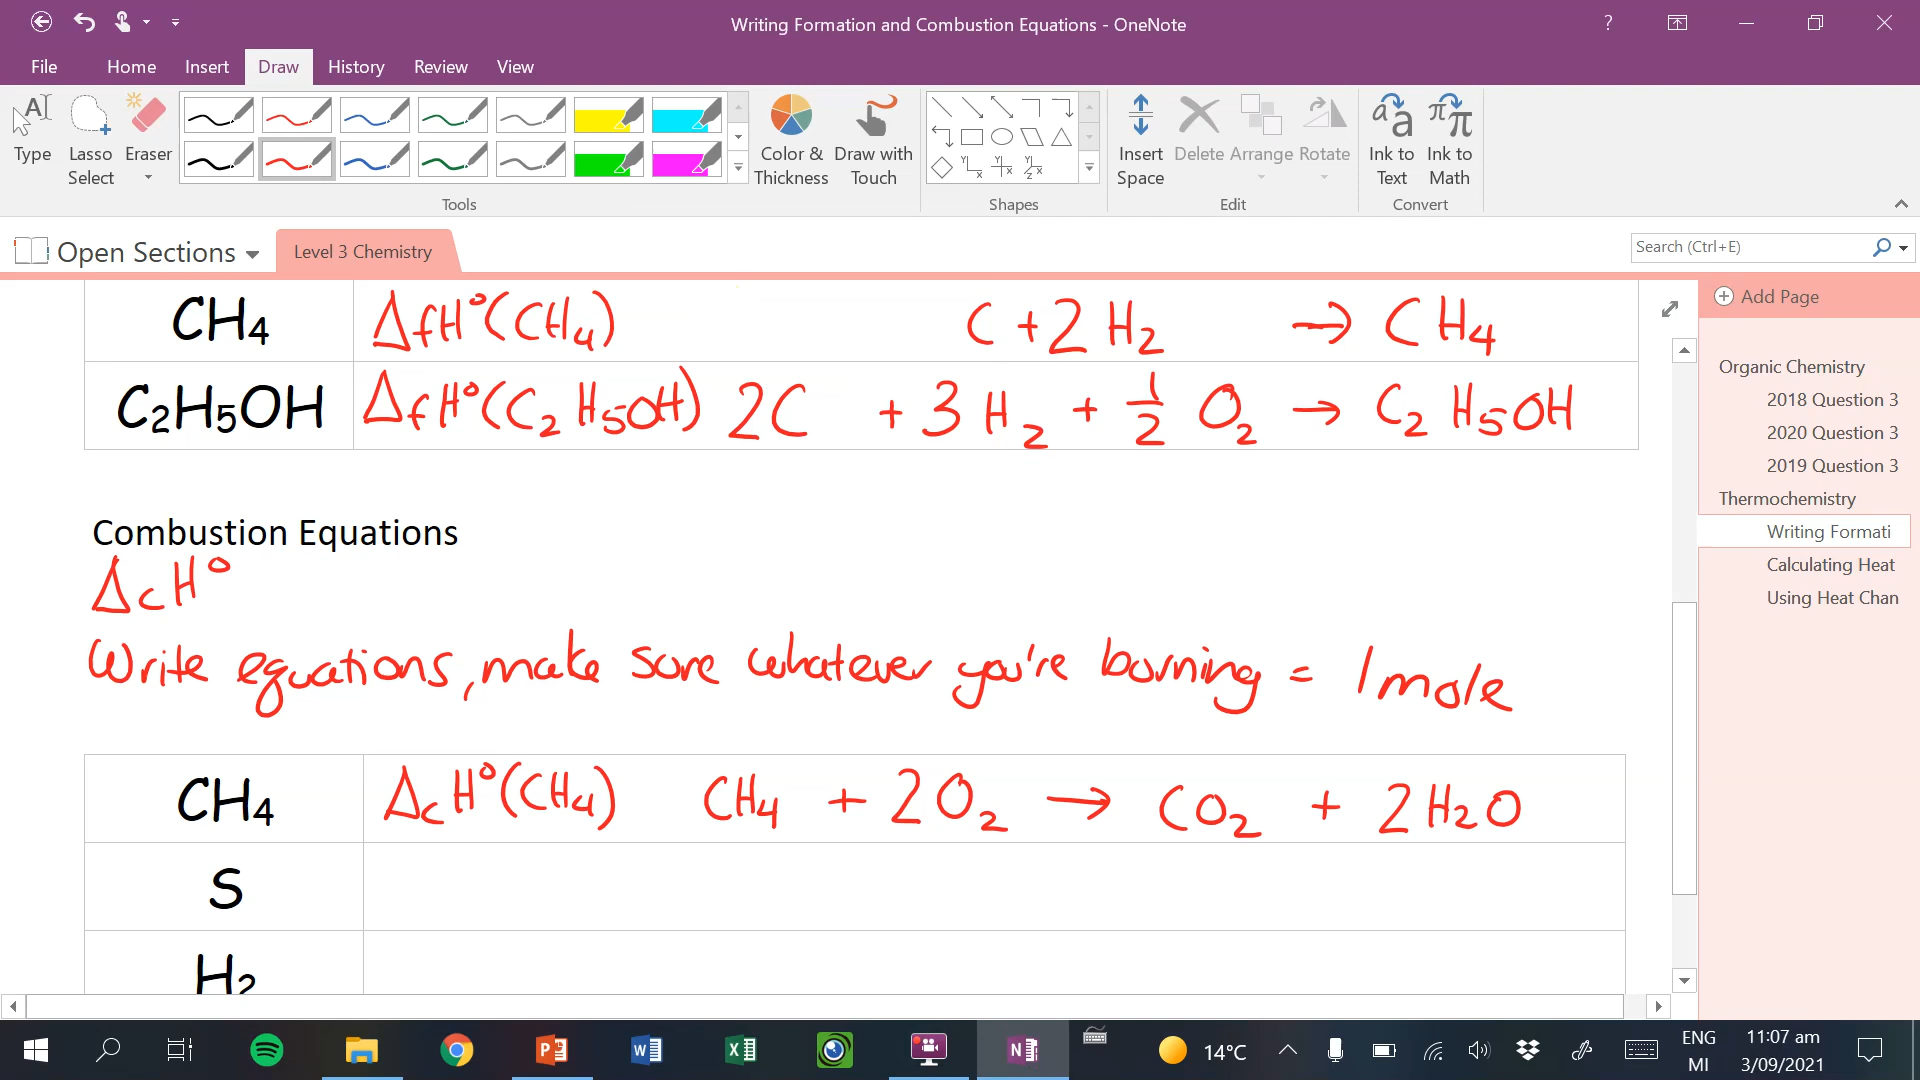 Writing Formation and Combustion Equations - OneNote
?
File Home Insert Draw History Review View
Type
Lasso Select
Eraser
Color & Thickness
Draw with Touch
Insert Space
Delete
Arrange
Rotate
Ink to Text
Ink to Math
Tools
Shapes
Edit
Convert
Open Sections
Level 3 Chemistry
Search (Ctrl+E)
CH₄ ΔfH°(CH₄) C + 2 H₂ → CH₄
C₂H₅OH ΔfH°(C₂H₅OH) 2C + 3 H₂ + 1/2 O₂ → C₂H₅OH
Combustion Equations
ΔcH°
Write equations, make sure whatever you're burning = 1 mole
CH₄ ΔcH°(CH₄) CH₄ + 2O₂ → CO₂ + 2H₂O
S
H₂
Add Page
Organic Chemistry
2018 Question 3
2020 Question 3
2019 Question 3
Thermochemistry
Writing Formati
Calculating Heat
Using Heat Chan
14°C
ENG
MI
11:07 am
3/09/2021